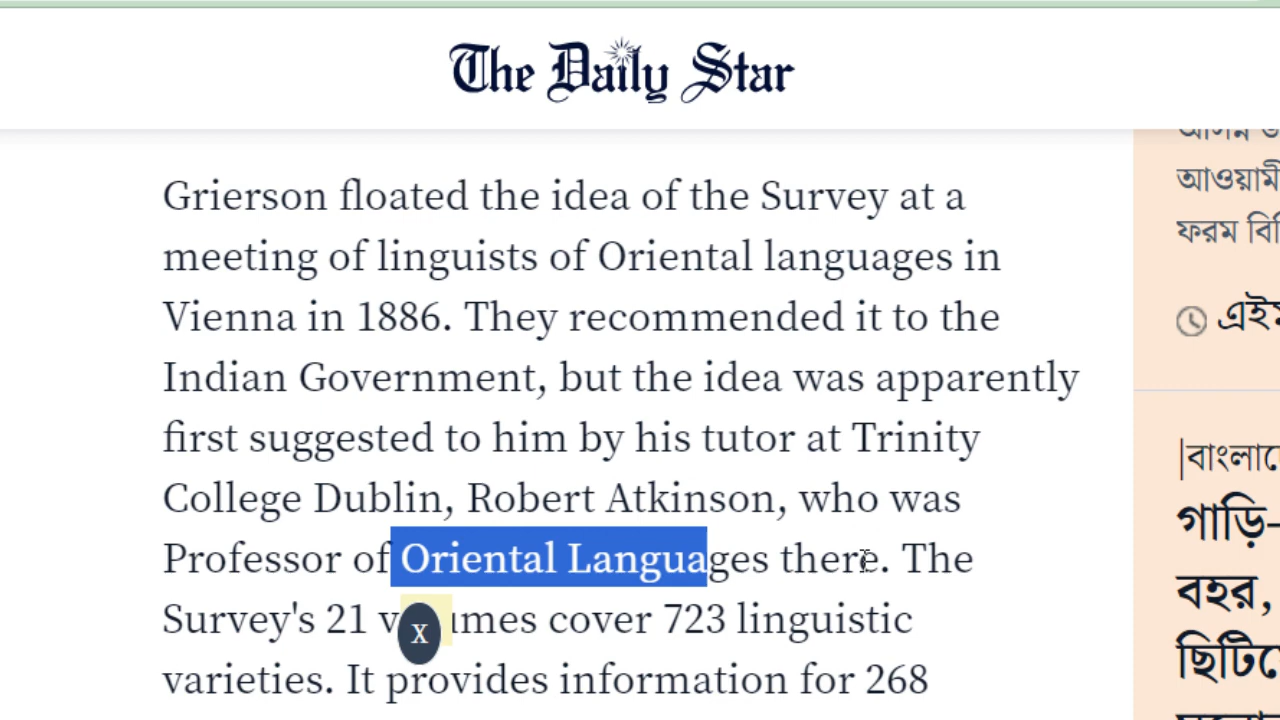 The Daily Star
Grierson floated the idea of the Survey at a
meeting of linguists of Oriental languages in
Vienna in 1886. They recommended it to the
Indian Government, but the idea was apparently
first suggested to him by his tutor at Trinity
College Dublin, Robert Atkinson, who was
Professor of Oriental Languages there. The
Survey's 21 cover 723 linguistic
X
varieties. It provides information for 268
ফরম
গাড়ি-
বহর,